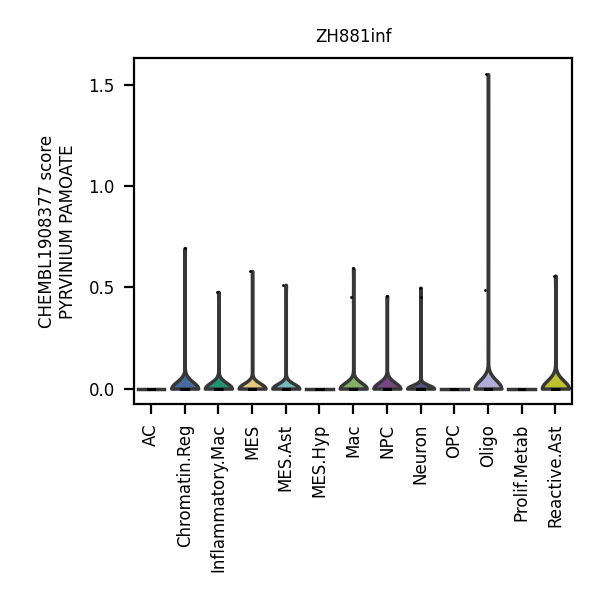 ZH881inf
CHEMBL1908377 score
PYRVINIUM PAMOATE
1.5
1.0
0.5
0.0
AC
Chromatin.Reg
Inflammatory.Mac
MES
MES.Ast
MES.Hyp
Mac
NPC
Neuron
OPC
Oligo
Prolif.Metab
Reactive.Ast